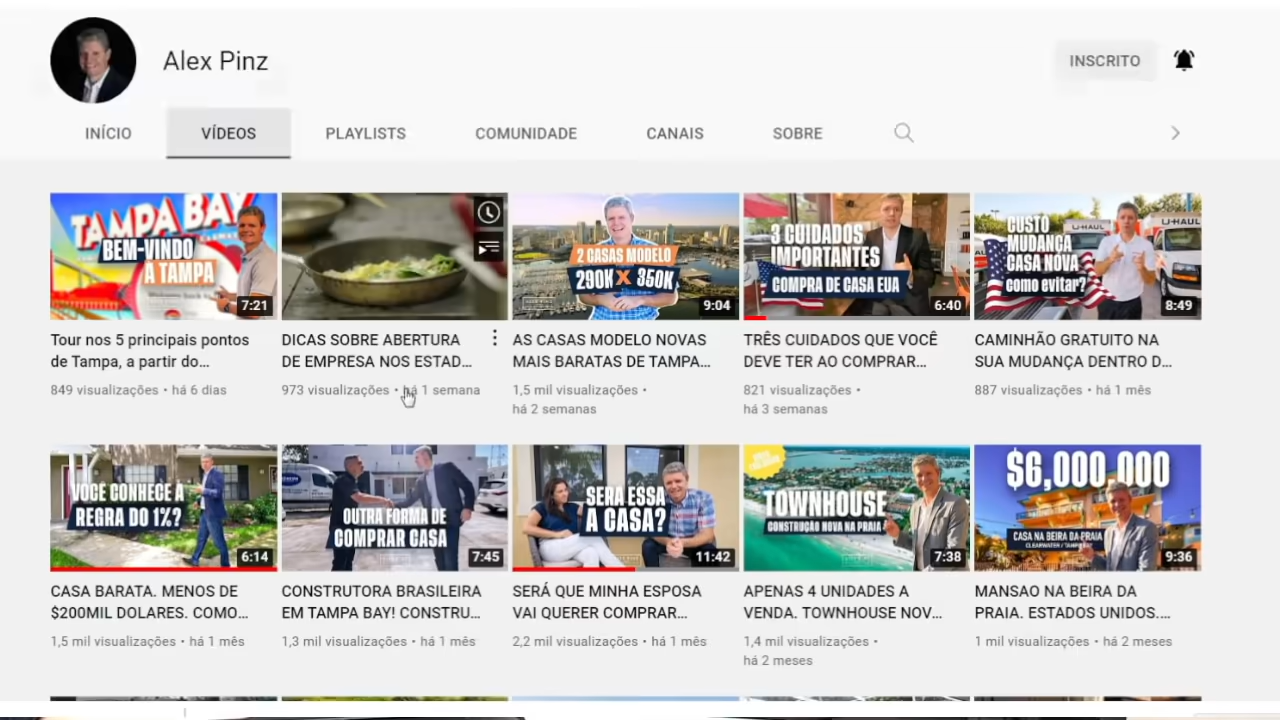 Alex Pinz
INSCRITO
INÍCIO VÍDEOS PLAYLISTS COMUNIDADE CANAIS SOBRE
TAMPA BAY
BEM-VINDO
A TAMPA
7:21
Tour nos 5 principais pontos
de Tampa, a partir do...
849 visualizações • há 6 dias
DICAS SOBRE ABERTURA
DE EMPRESA NOS ESTAD...
973 visualizações • há 1 semana
2 CASAS MODELO
290K X 350K
9:04
AS CASAS MODELO NOVAS
MAIS BARATAS DE TAMPA...
1,5 mil visualizações •
há 2 semanas
3 CUIDADOS
IMPORTANTES
COMPRA DE CASA EUA
6:40
TRÊS CUIDADOS QUE VOCÊ
DEVE TER AO COMPRAR...
821 visualizações •
há 3 semanas
U-HAUL
U-HAUL
CUSTO
MUDANÇA
CASA NOVA
como evitar?
8:49
CAMINHÃO GRATUITO NA
SUA MUDANÇA DENTRO D...
887 visualizações • há 1 mês
VOCE CONHECE A
REGRA DO 1%?
6:14
CASA BARATA. MENOS DE
$200MIL DOLARES. COMO...
1,5 mil visualizações • há 1 mês
OUTRA FORMA DE
COMPRAR CASA
7:45
CONSTRUTORA BRASILEIRA
EM TAMPA BAY! CONSTRU...
1,3 mil visualizações • há 1 mês
SERA ESSA
A CASA?
11:42
SERÁ QUE MINHA ESPOSA
VAI QUERER COMPRAR...
2,2 mil visualizações • há 1 mês
TOWNHOUSE
CONSTRUÇÃO NOVA NA PRAIA
7:38
APENAS 4 UNIDADES A
VENDA. TOWNHOUSE NOV...
1,4 mil visualizações •
há 2 meses
$6,000,000
CASA NA BEIRA DA PRAIA
CLEARWATER / TAMPA BAY
9:36
MANSAO NA BEIRA DA
PRAIA. ESTADOS UNIDOS....
1 mil visualizações • há 2 meses